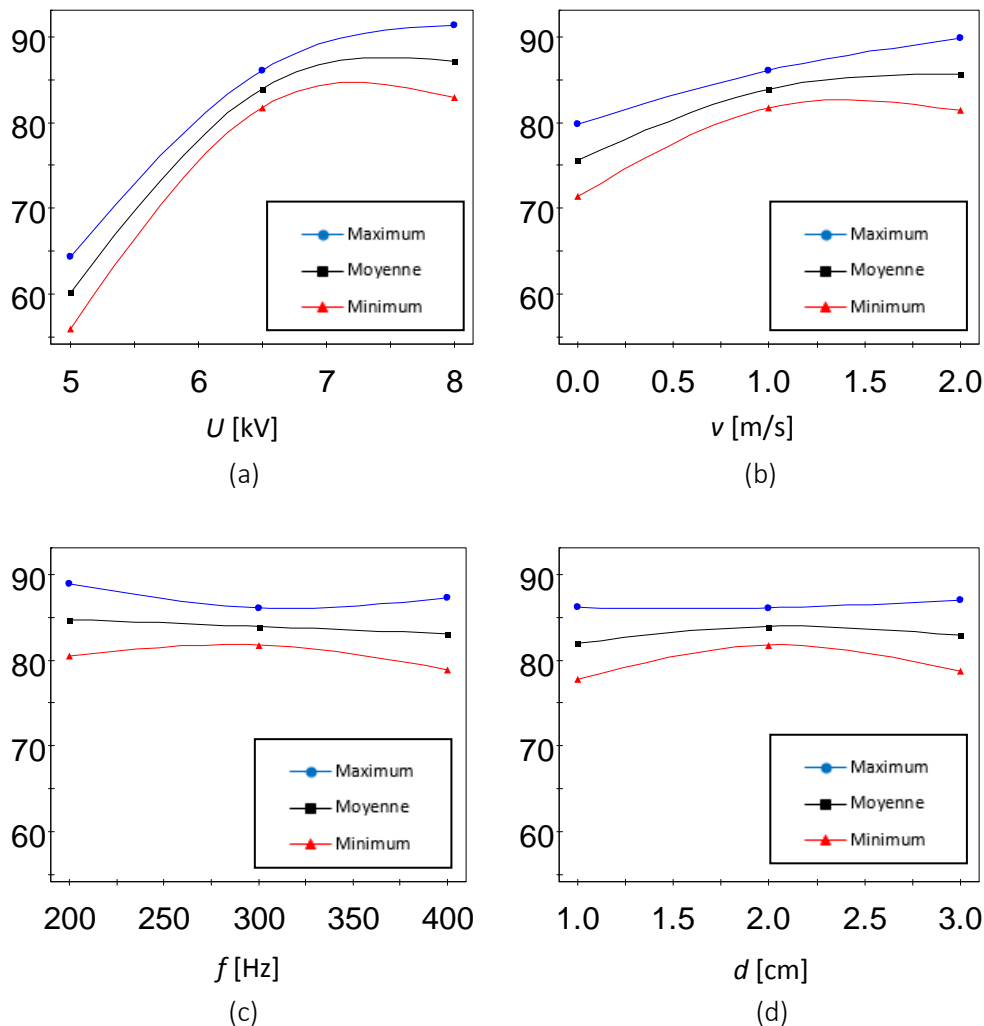 90
80
70
60
Maximum
Moyenne
Minimum
5 6 7 8
U [kV]
(a)
90
80
70
60
Maximum
Moyenne
Minimum
0.0 0.5 1.0 1.5 2.0
v [m/s]
(b)
90
80
70
60
Maximum
Moyenne
Minimum
200 250 300 350 400
f [Hz]
(c)
90
80
70
60
Maximum
Moyenne
Minimum
1.0 1.5 2.0 2.5 3.0
d [cm]
(d)